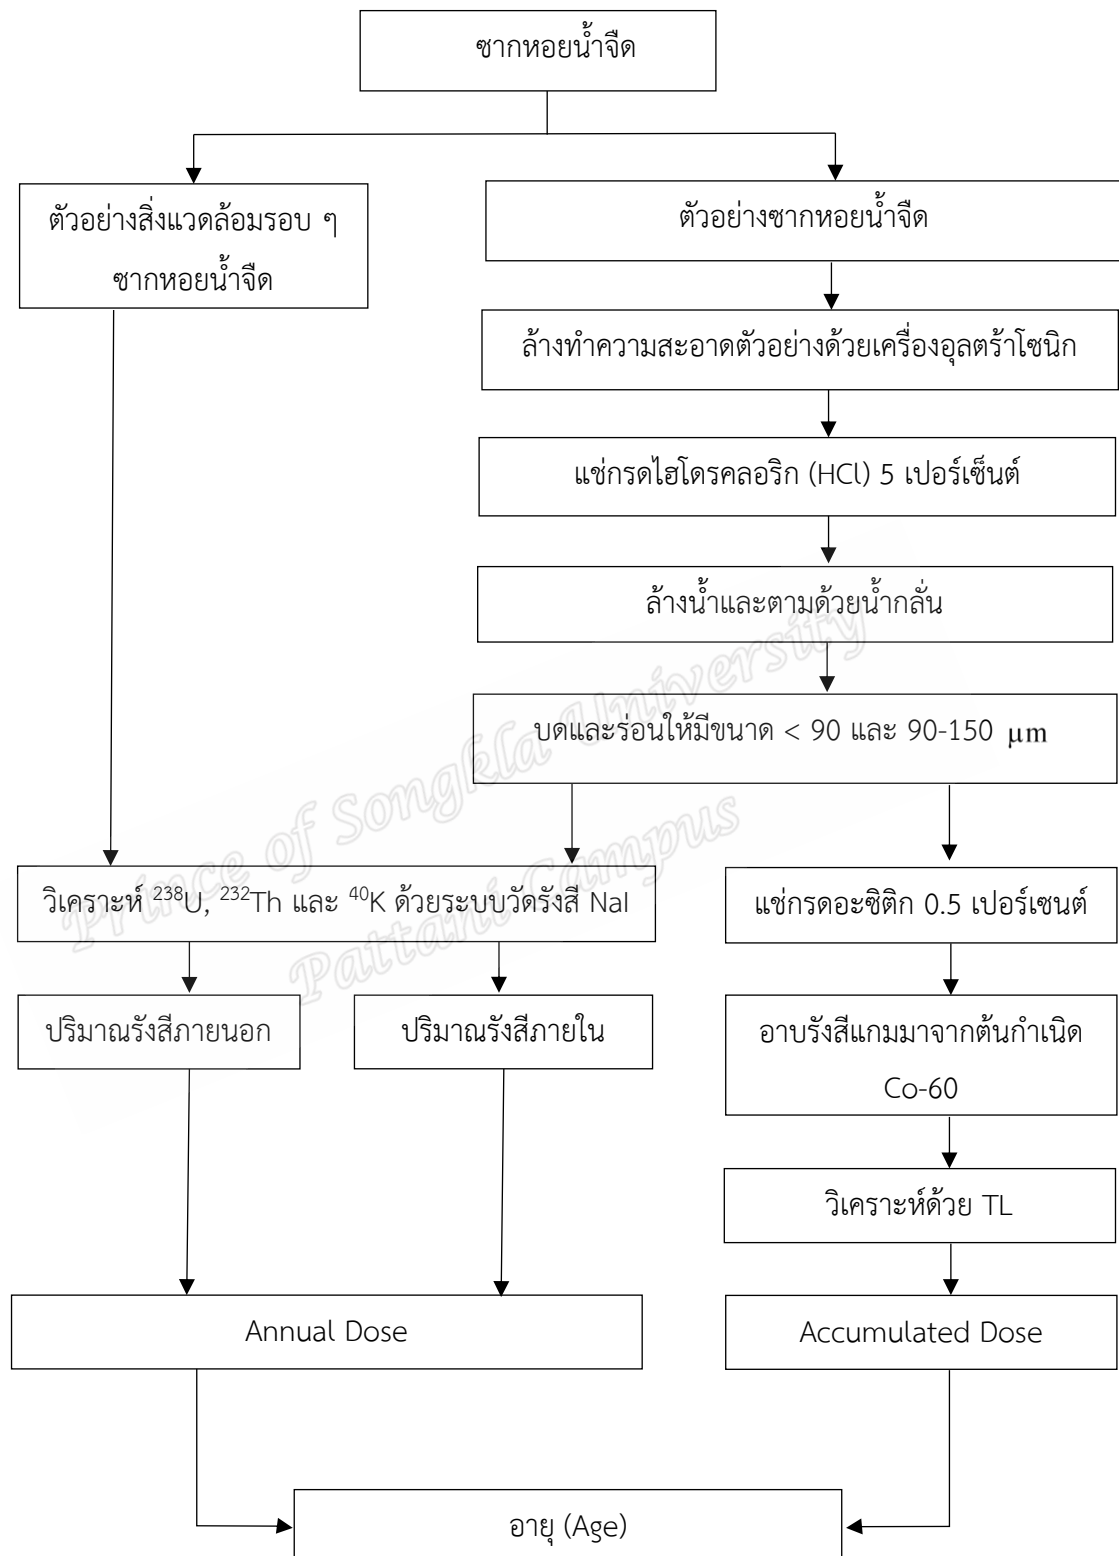 ซากหอยน้ำจืด
ตัวอย่างสิ่งแวดล้อมรอบ ๆ
ซากหอยน้ำจืด
ตัวอย่างซากหอยน้ำจืด
ล้างทำความสะอาดตัวอย่างด้วยเครื่องอุลตร้าโซนิก
แช่กรดไฮโดรคลอริก (HCl) 5 เปอร์เซ็นต์
ล้างน้ำและตามด้วยน้ำกลั่น
บดและร่อนให้มีขนาด < 90 และ 90-150 μm
วิเคราะห์ ²³⁸U, ²³²Th และ ⁴⁰K ด้วยระบบวัดรังสี NaI
แช่กรดอะซิติก 0.5 เปอร์เซนต์
ปริมาณรังสีภายนอก
ปริมาณรังสีภายใน
อาบรังสีแกมมาจากต้นกำเนิด
Co-60
วิเคราะห์ด้วย TL
Annual Dose
Accumulated Dose
อายุ (Age)
Prince of Songkla University
Pattani Campus